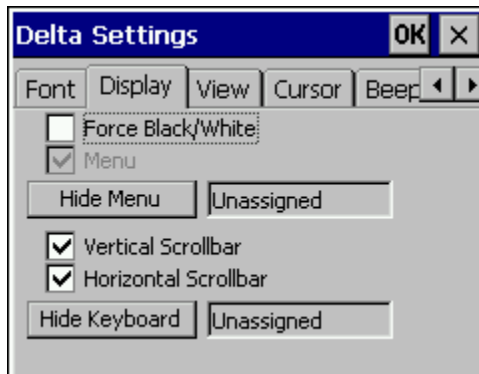 Delta Settings OK ×
Font Display View Cursor Beep
Force Black/White
Menu
Hide Menu Unassigned
Vertical Scrollbar
Horizontal Scrollbar
Hide Keyboard Unassigned